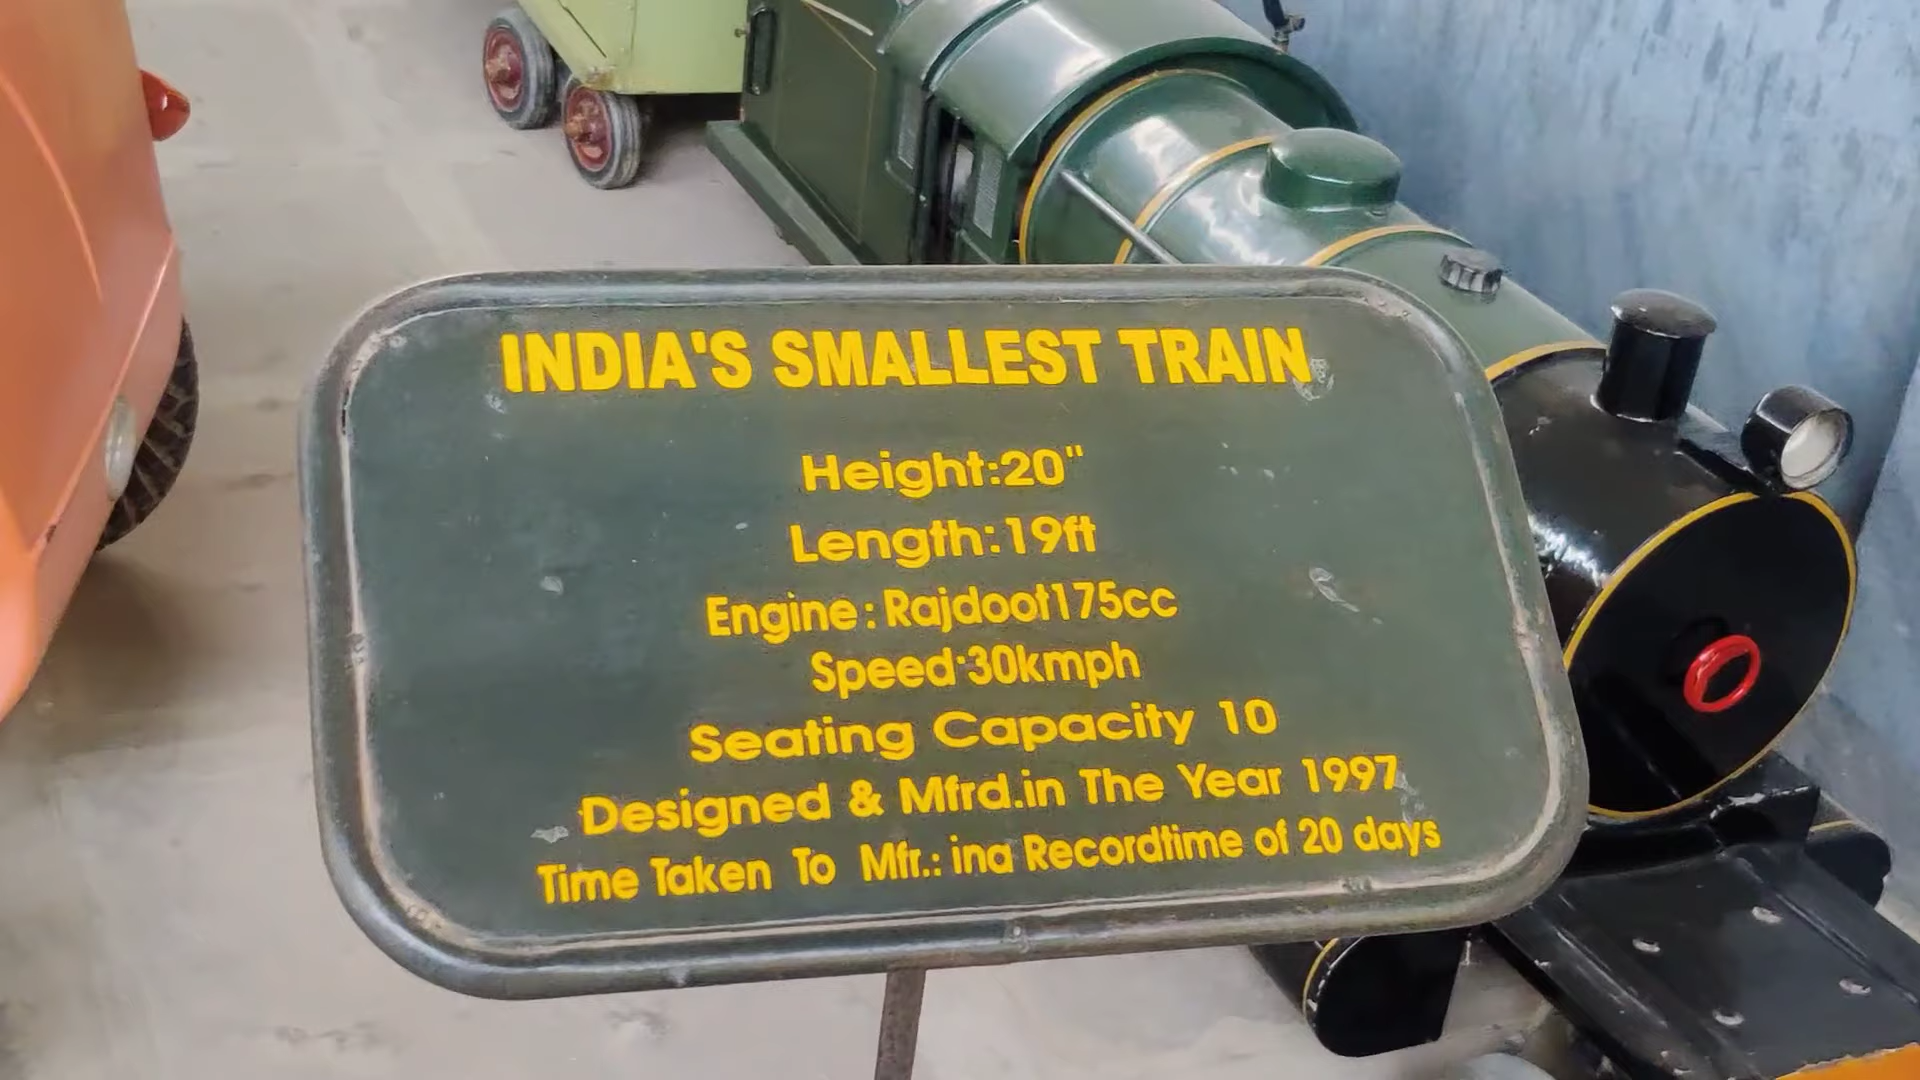 INDIA'S SMALLEST TRAIN
Height:20"
Length:19ft
Engine: Rajdoot175cc
Speed:30kmph
Seating Capacity 10
Designed & Mfrd.in The Year 1997
Time Taken To Mfr.: ina Recordtime of 20 days